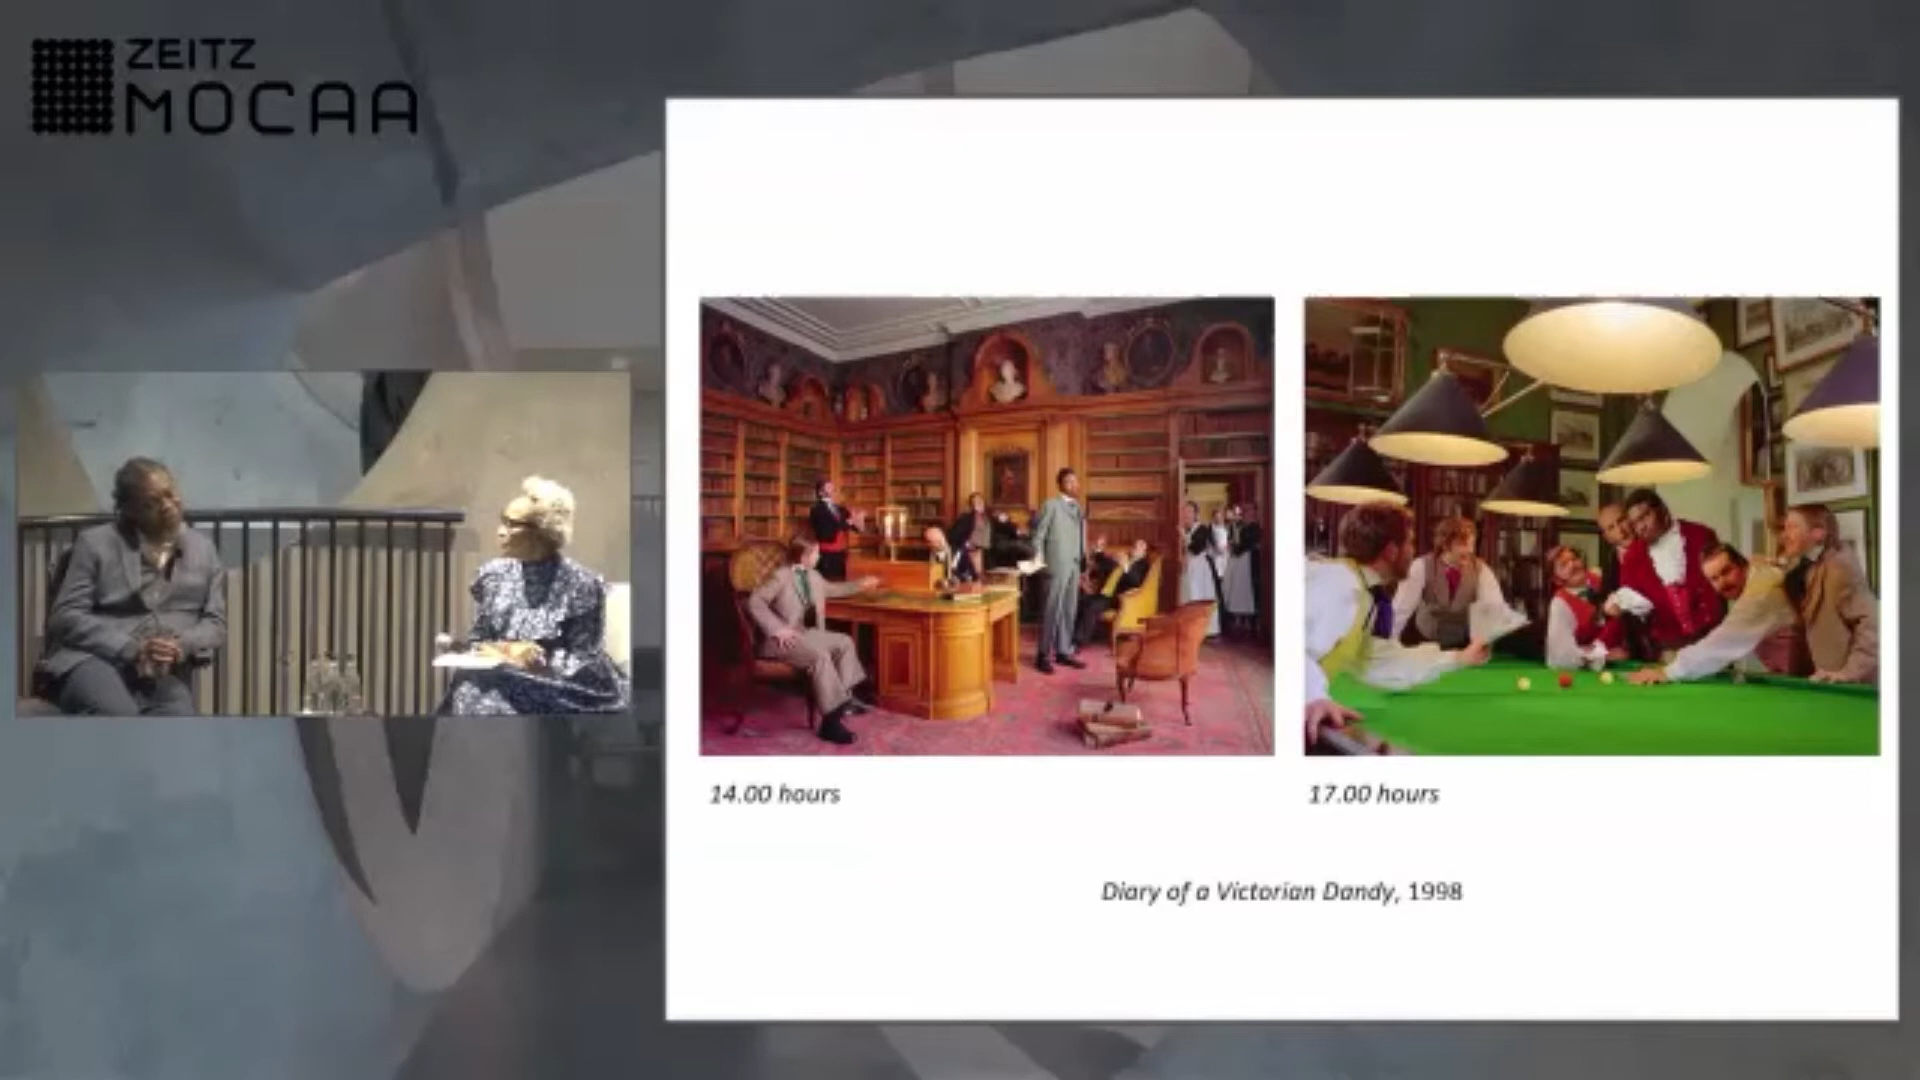 ZEITZ
MOCAA
14.00 hours
17.00 hours
Diary of a Victorian Dandy, 1998